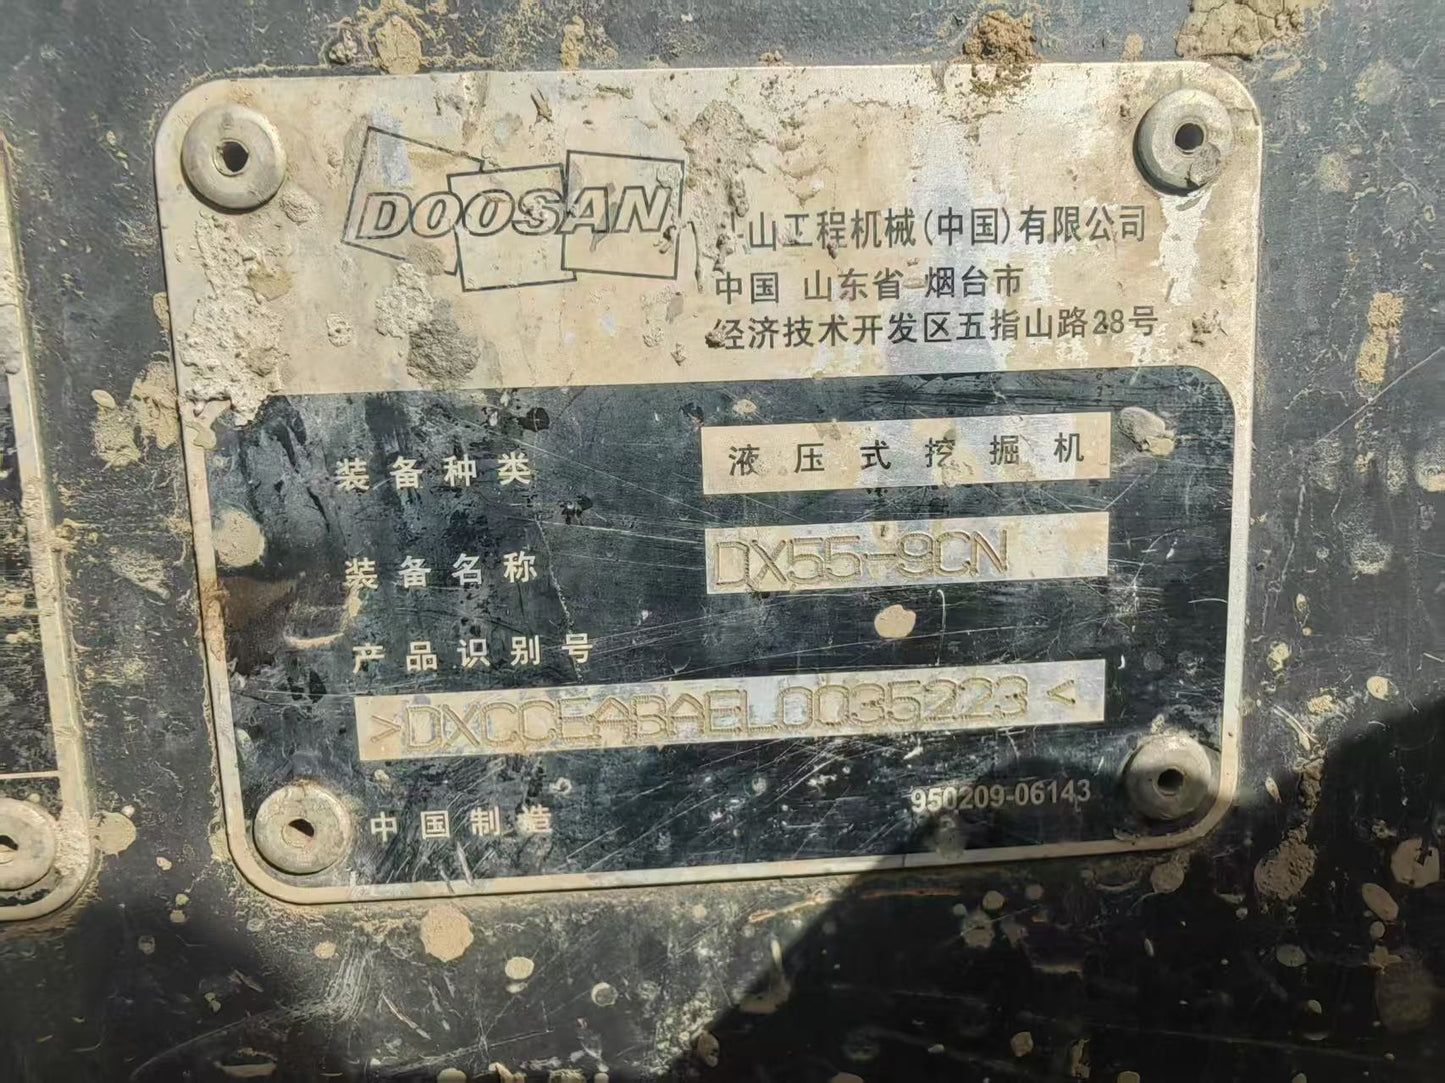 DOOSAN
山工程机械(中国)有限公司
中国 山东省 烟台市
经济技术开发区五指山路28号
装备种类 液压式挖掘机
装备名称 DX55-9CN
产品识别号
>DXCCEABAEL0035223<
950209-06143
中国制造